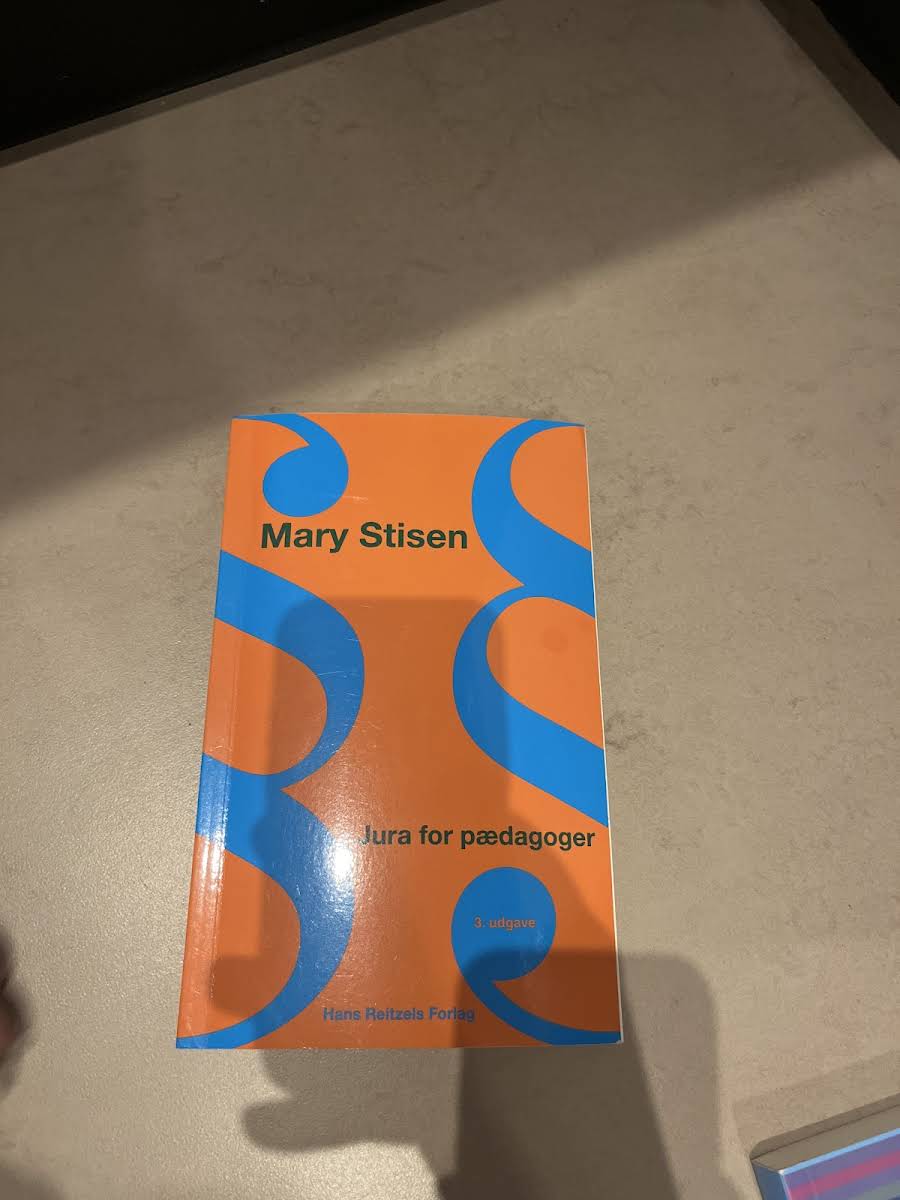 Mary Stisen
Jura for pædagoger
3. udgave
Hans Reitzels Forlag